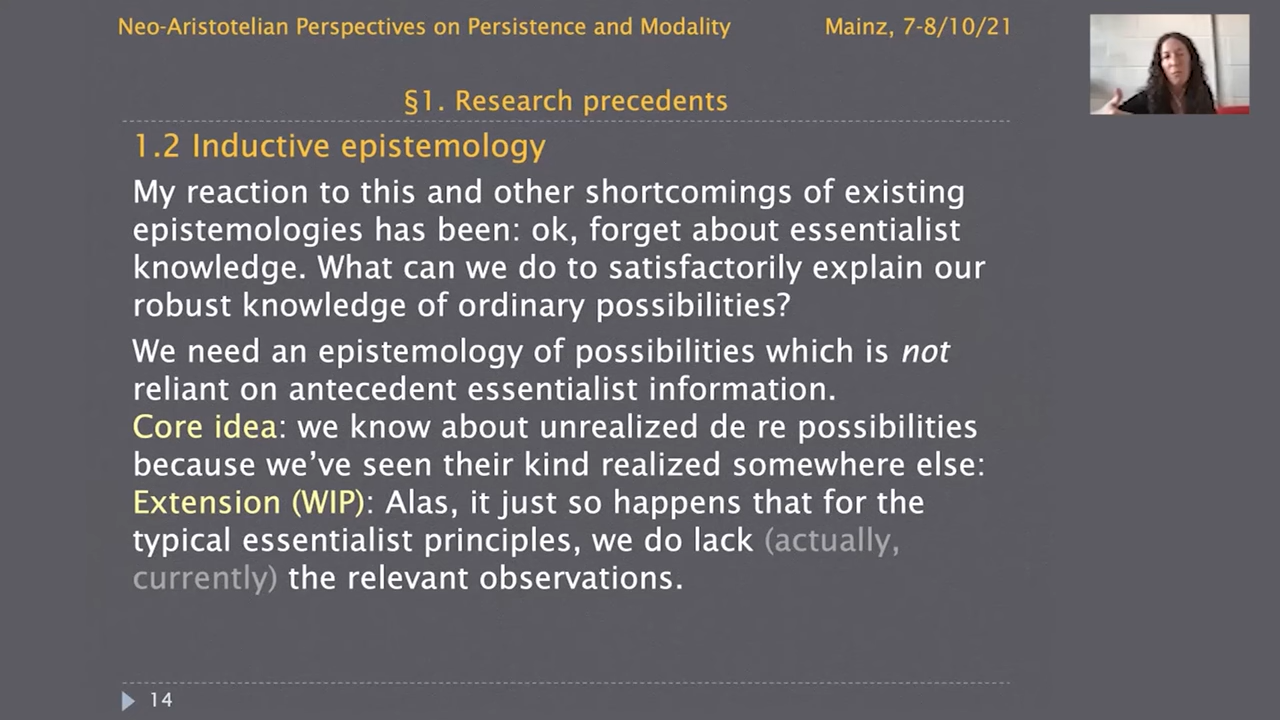 Neo-Aristotelian Perspectives on Persistence and Modality Mainz, 7-8/10/21
§1. Research precedents
1.2 Inductive epistemology
My reaction to this and other shortcomings of existing
epistemologies has been: ok, forget about essentialist
knowledge. What can we do to satisfactorily explain our
robust knowledge of ordinary possibilities?
We need an epistemology of possibilities which is not
reliant on antecedent essentialist information.
Core idea: we know about unrealized de re possibilities
because we’ve seen their kind realized somewhere else:
Extension (WIP): Alas, it just so happens that for the
typical essentialist principles, we do lack (actually,
currently) the relevant observations.
14